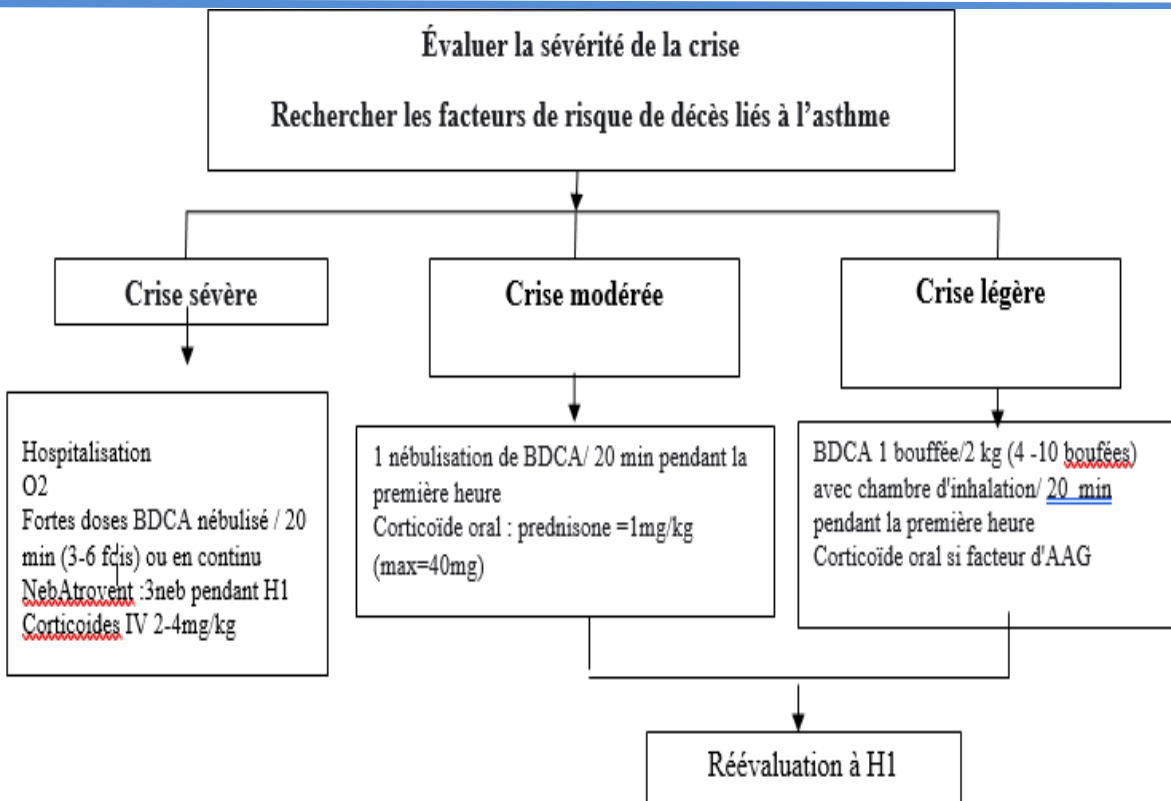 Évaluer la sévérité de la crise
Rechercher les facteurs de risque de décès liés à l'asthme
Crise sévère
Crise modérée
Crise légère
Hospitalisation
O2
Fortes doses BDCA nébulisé / 20
min (3-6 fois) ou en continu
NebAtrovent :3neb pendant H1
Corticoides IV 2-4mg/kg
1 nébulisation de BDCA/ 20 min pendant la
première heure
Corticoïde oral : prednisone =1mg/kg
(max=40mg)
BDCA 1 bouffée/2 kg (4 -10 boufées)
avec chambre d'inhalation/ 20 min
pendant la première heure
Corticoïde oral si facteur d'AAG
Réévaluation à H1